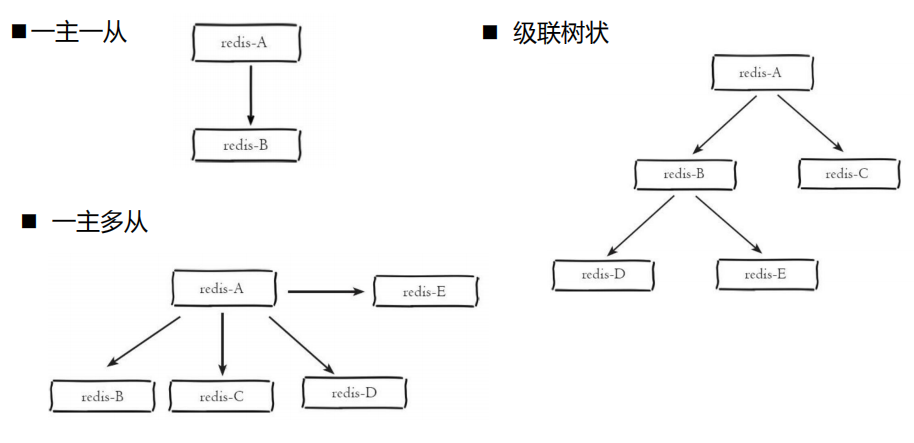 ■一主一从
redis-A
redis-B
■ 一主多从
redis-A
redis-E
redis-B
redis-C
redis-D
■ 级联树状
redis-A
redis-B
redis-C
redis-D
redis-E